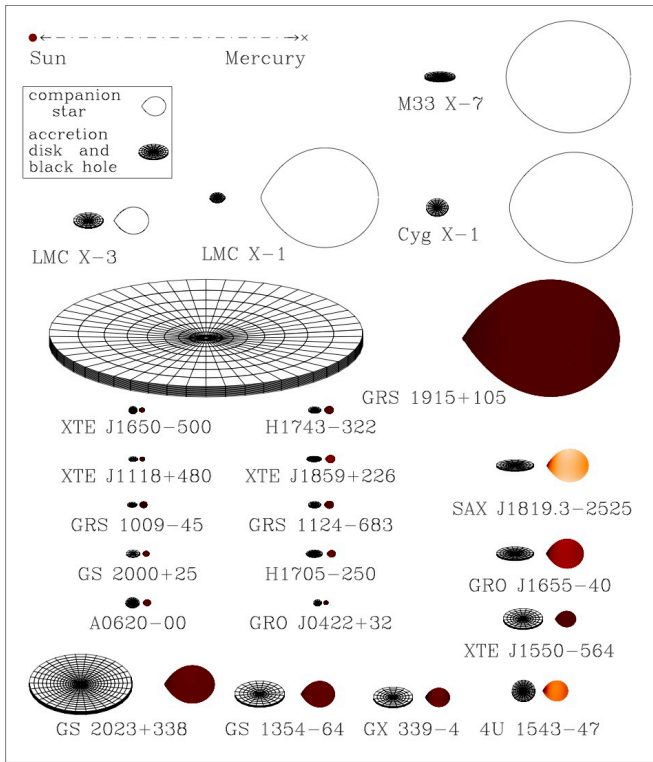 Sun
Mercury
companion
star
accretion
disk and
black hole
M33 X-7
LMC X-3
LMC X-1
Cyg X-1
GRS 1915+105
XTE J1650-500
H1743-322
XTE J1118+480
XTE J1859+226
SAX J1819.3-2525
GRS 1009-45
GRS 1124-683
GS 2000+25
H1705-250
GRO J1655-40
A0620-00
GRO J0422+32
XTE J1550-564
GS 2023+338
GS 1354-64
GX 339-4
4U 1543-47